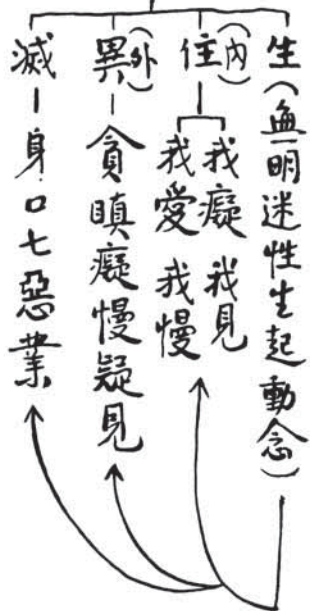 生（無明迷性生起動念）
住（內）
我癡 我見
我愛 我慢
異（外）—貪瞋癡慢疑見
滅—身口七惡業